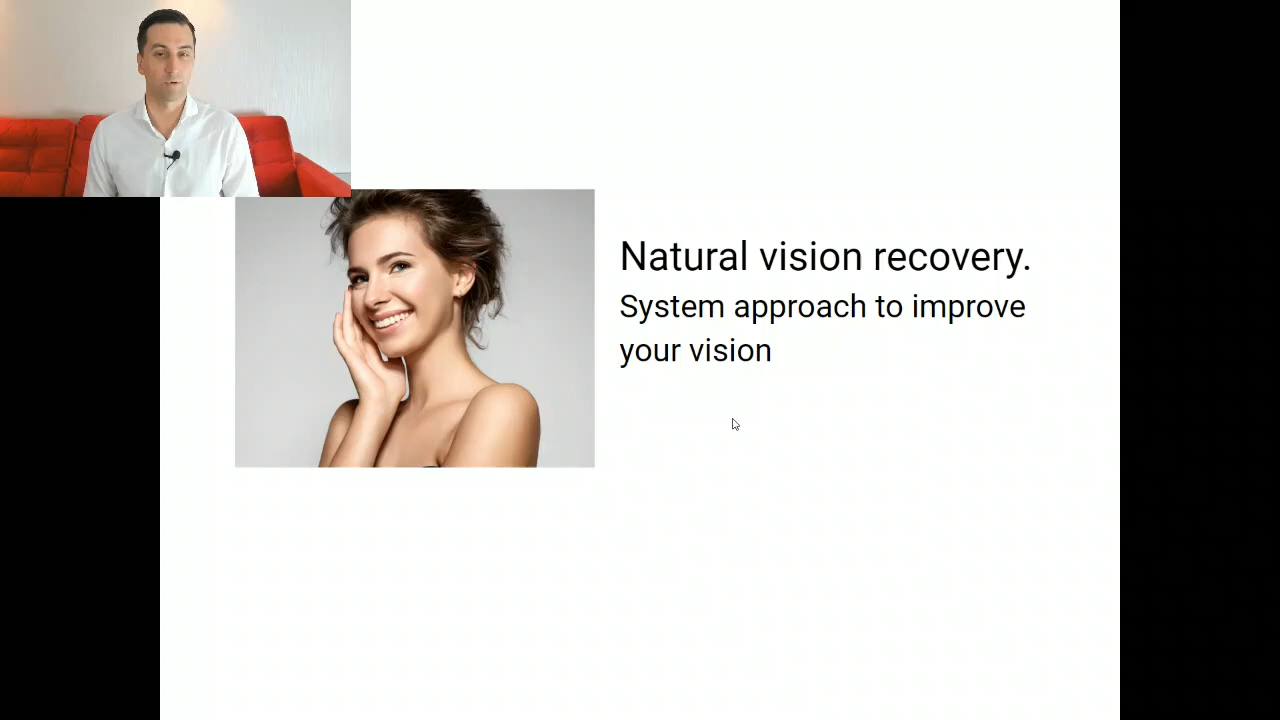 Natural vision recovery.
System approach to improve
your vision